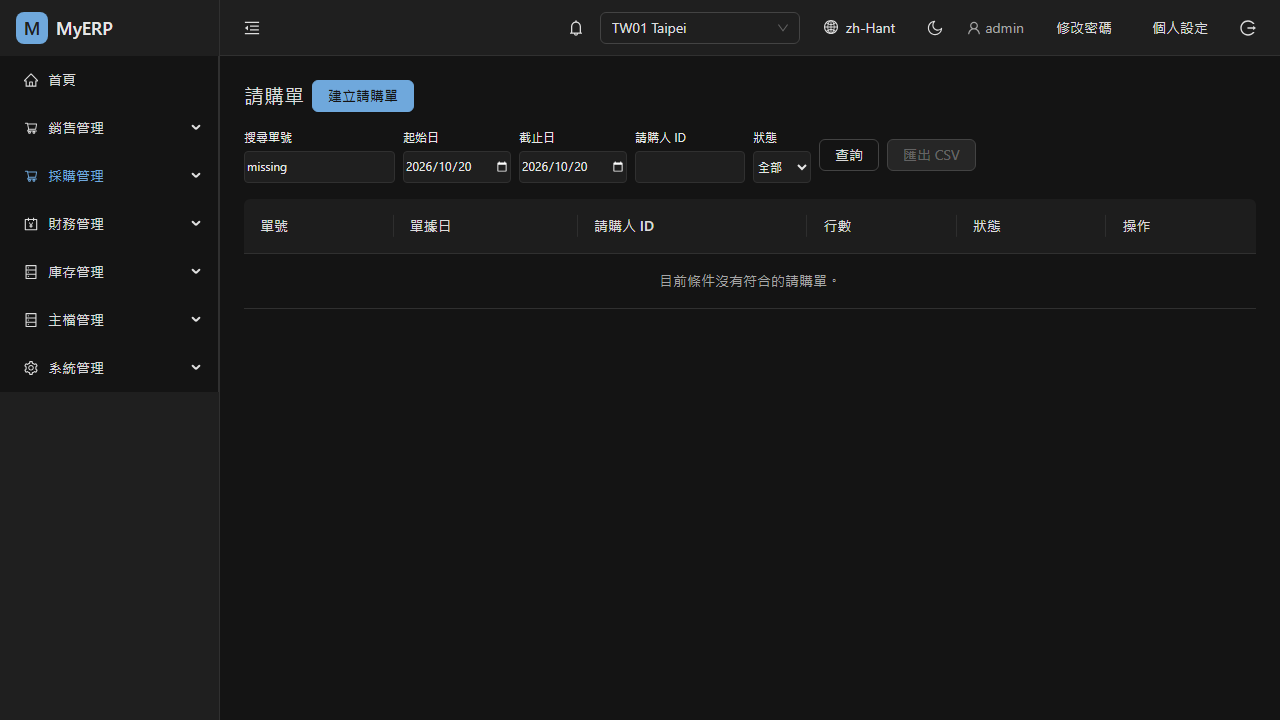 M MyERP
TW01 Taipei
zh-Hant
admin
修改密碼
個人設定
首頁
銷售管理
採購管理
財務管理
庫存管理
主檔管理
系統管理
請購單
建立請購單
搜尋單號
起始日
截止日
請購人 ID
狀態
missing
2026/10/20
2026/10/20
全部
查詢
匯出 CSV
單號
單據日
請購人 ID
行數
狀態
操作
目前條件沒有符合的請購單。